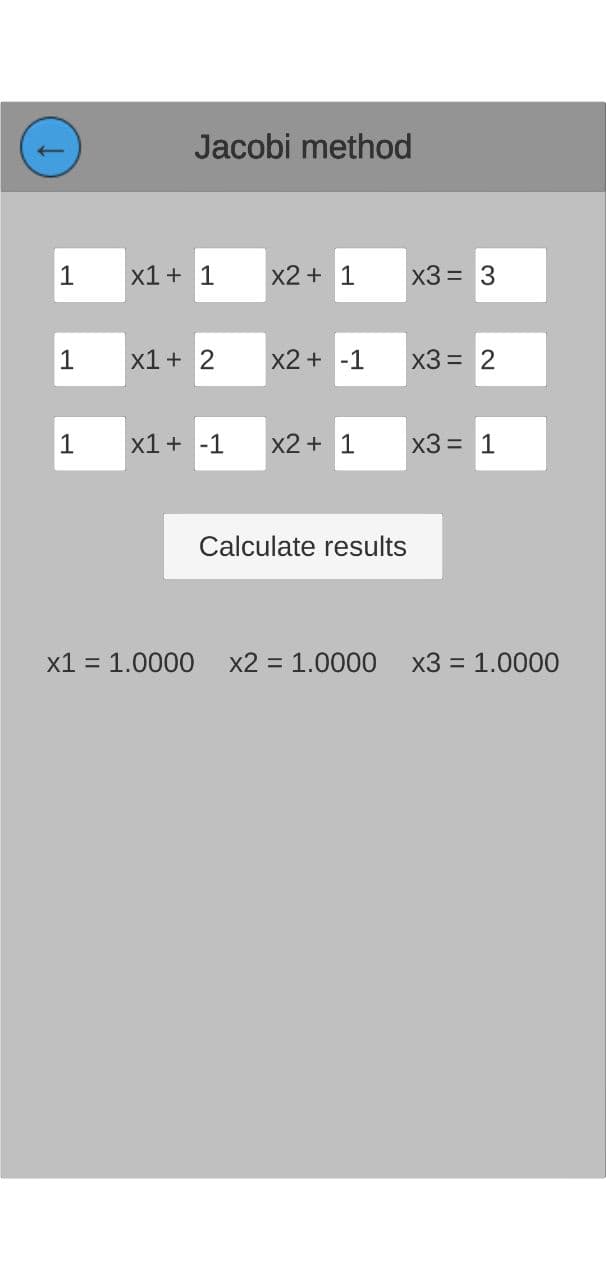 ← Jacobi method
1 x1 + 1 x2 + 1 x3 = 3
1 x1 + 2 x2 + -1 x3 = 2
1 x1 + -1 x2 + 1 x3 = 1
Calculate results
x1 = 1.0000 x2 = 1.0000 x3 = 1.0000